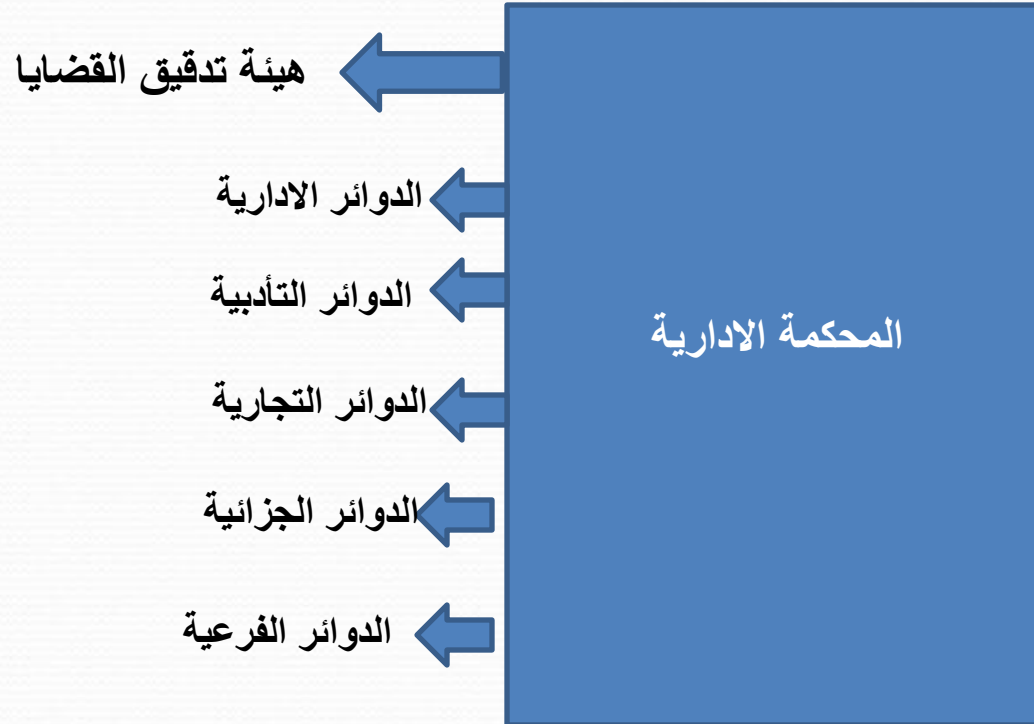 المحكمة الادارية
هيئة تدقيق القضايا
الدوائر الادارية
الدوائر التأدبية
الدوائر التجارية
الدوائر الجزائية
الدوائر الفرعية